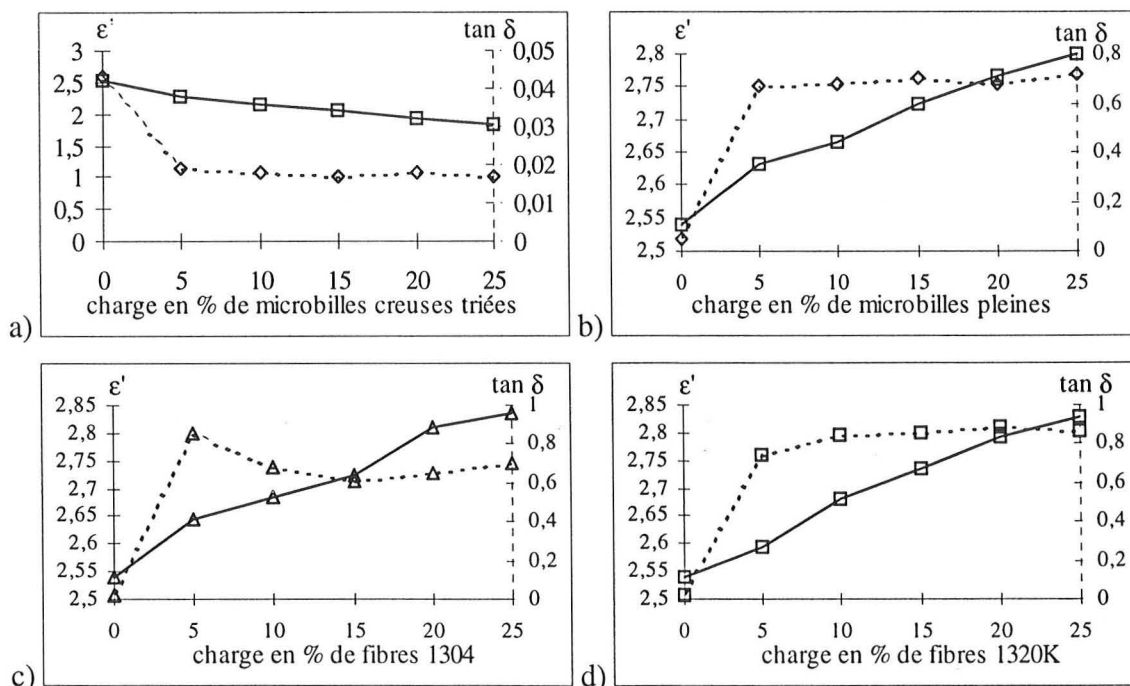 ε'
tan δ
3
2,5
2
1,5
1
0,5
0
0,05
0,04
0,03
0,02
0,01
0
0 5 10 15 20 25
charge en % de microbilles creuses triées
a)
ε'
tan δ
2,8
2,75
2,7
2,65
2,6
2,55
2,5
0,8
0,6
0,4
0,2
0
0 5 10 15 20 25
charge en % de microbilles pleines
b)
ε'
tan δ
2,85
2,8
2,75
2,7
2,65
2,6
2,55
2,5
1
0,8
0,6
0,4
0,2
0
0 5 10 15 20 25
charge en % de fibres 1304
c)
ε'
tan δ
2,85
2,8
2,75
2,7
2,65
2,6
2,55
2,5
1
0,8
0,6
0,4
0,2
0
0 5 10 15 20 25
charge en % de fibres 1320K
d)